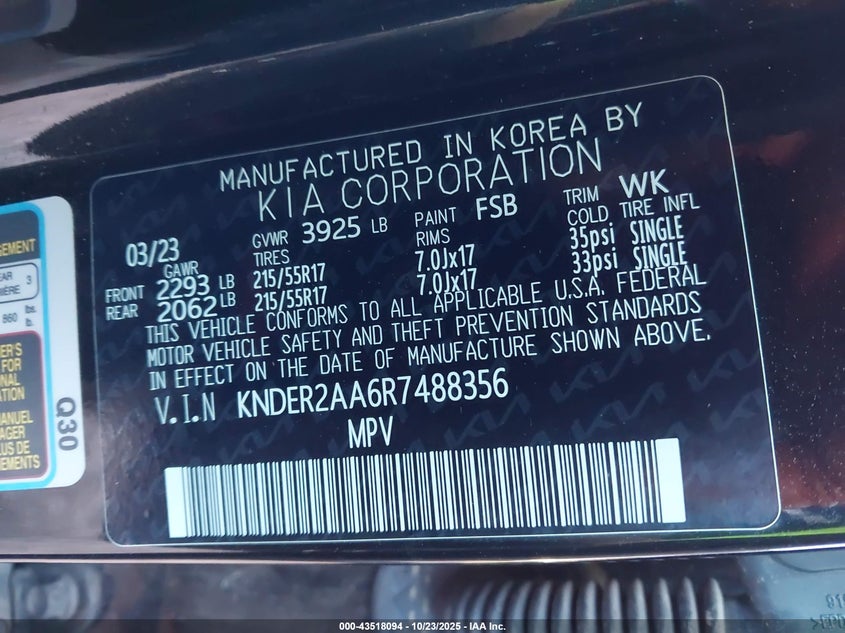 MANUFACTURED IN KOREA BY
KIA CORPORATION
03/23 GVWR 3925 LB PAINT FSB TRIM WK
GAWR TIRES RIMS COLD TIRE INFL
FRONT 2293 LB 215/55R17 7.0Jx17 35psi SINGLE
REAR 2062 LB 215/55R17 7.0Jx17 33psi SINGLE
THIS VEHICLE CONFORMS TO ALL APPLICABLE U.S.A. FEDERAL
MOTOR VEHICLE SAFETY AND THEFT PREVENTION STANDARDS
IN EFFECT ON THE DATE OF MANUFACTURE SHOWN ABOVE.
V.I.N KNDER2AA6R7488356
MPV
3
860 lbs.
Q30
000-43518094 - 10/23/2025 - IAA Inc.